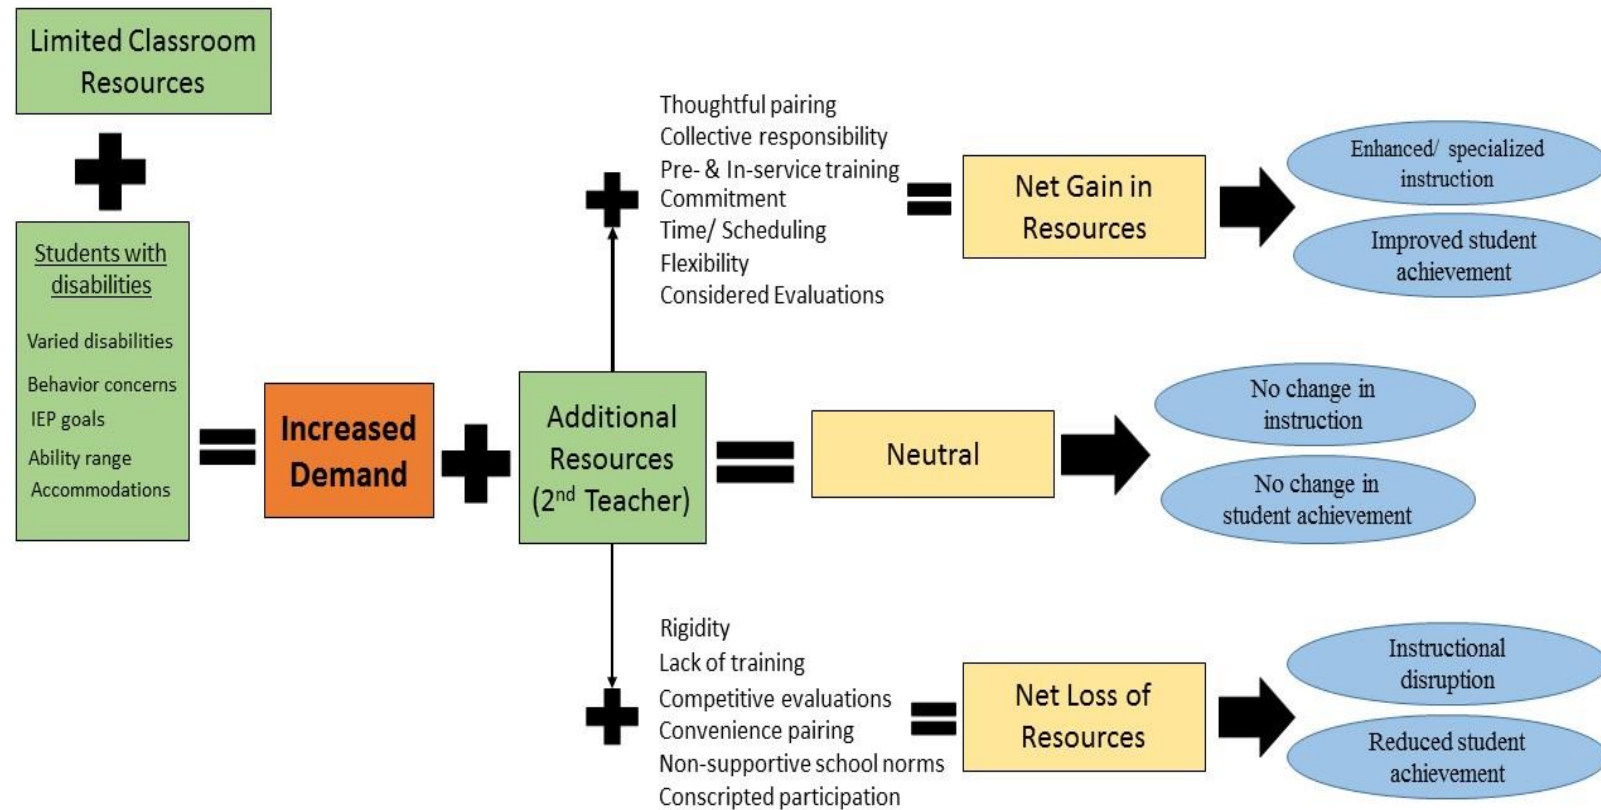 Limited Classroom
Resources
Students with
disabilities
Varied disabilities
Behavior concerns
IEP goals
Ability range
Accommodations
Increased
Demand
Additional
Resources
(2nd Teacher)
Thoughtful pairing
Collective responsibility
Pre- & In-service training
Commitment
Time/ Scheduling
Flexibility
Considered Evaluations
Net Gain in
Resources
Enhanced/ specialized
instruction
Improved student
achievement
Neutral
No change in
instruction
No change in
student achievement
Rigidity
Lack of training
Competitive evaluations
Convenience pairing
Non-supportive school norms
Conscripted participation
Net Loss of
Resources
Instructional
disruption
Reduced student
achievement